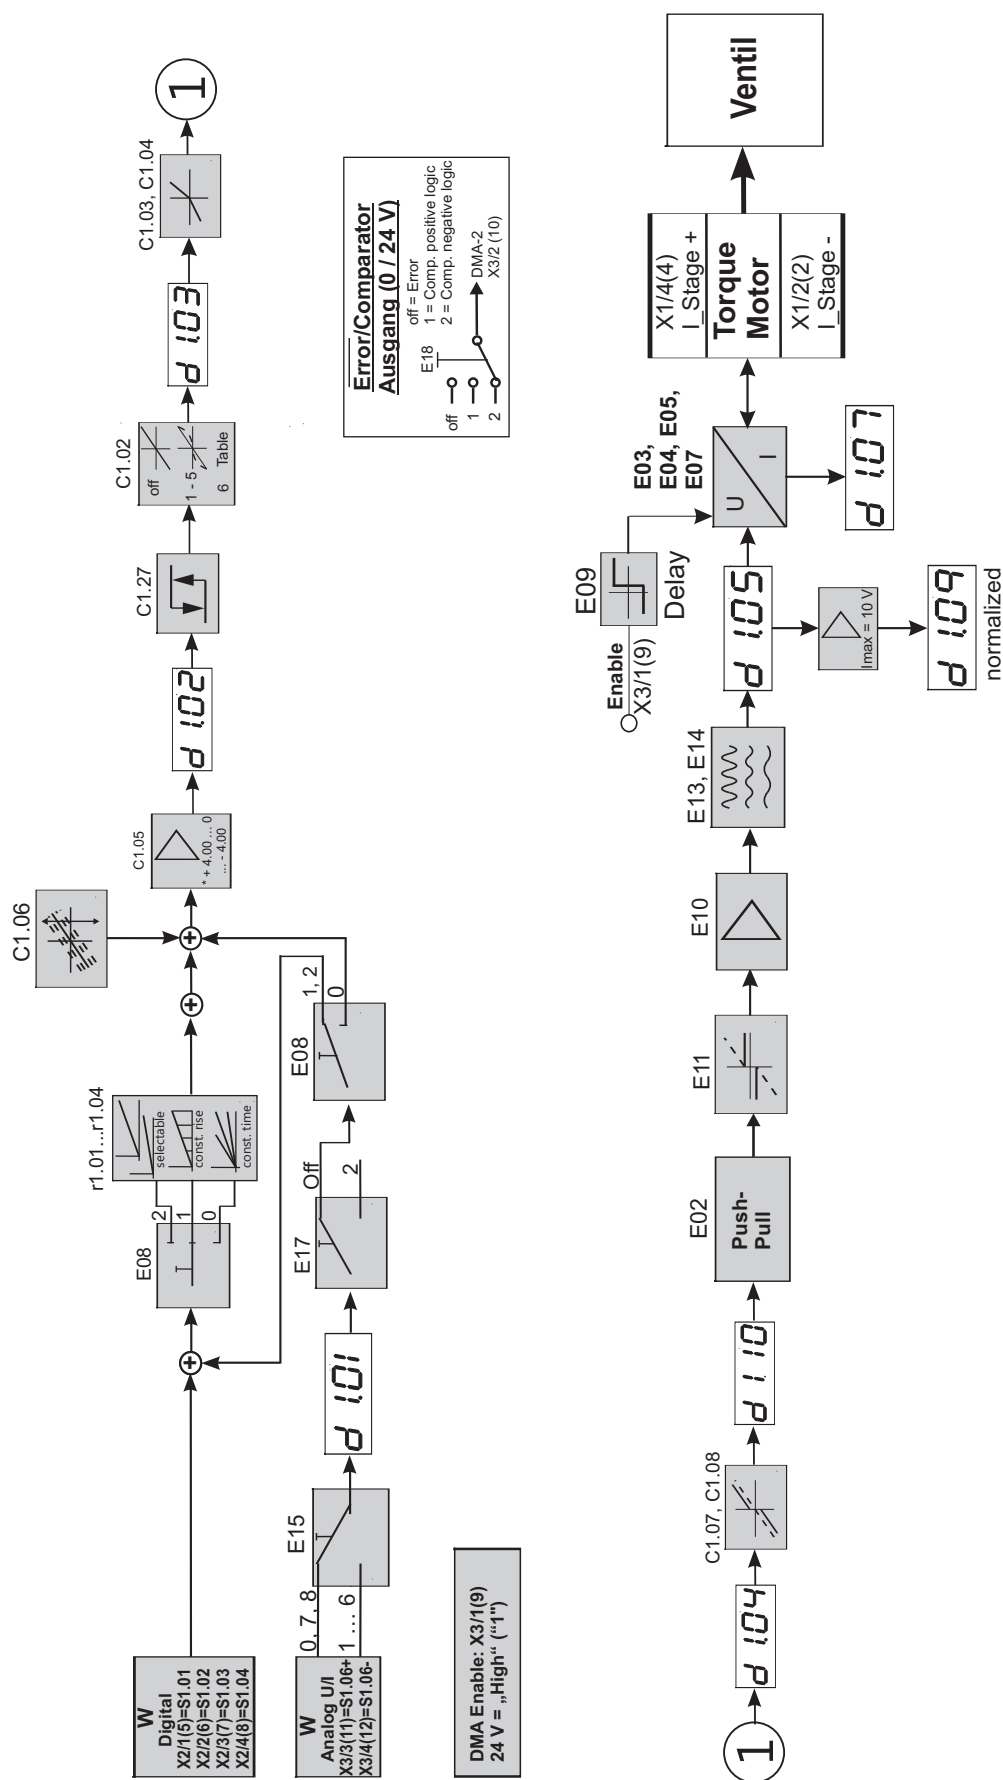 W
Digital
X2/1(5)=S1.01
X2/2(6)=S1.02
X2/3(7)=S1.03
X2/4(8)=S1.04
E08
2
1
0
r1.01...r1.04
selectable
const. rise
const. time
+
+
+
C1.06
C1.05
* + 4.00 ... 0
... - 4.00
d 1.02
C1.27
C1.02
off
1 - 5
6 Table
d 1.03
C1.03, C1.04
1
W
Analog U/I
X3/3(11)=S1.06+
X3/4(12)=S1.06-
0, 7, 8
1 ... 6
E15
d 1.01
E17
Off
2
E08
1, 2
0
Error/Comparator
Ausgang (0 / 24 V)
off = Error
1 = Comp. positive logic
2 = Comp. negative logic
E18
off
1
2
DMA-2
X3/2 (10)
DMA Enable: X3/1(9)
24 V = „High“ (“1")
1
d 1.04
C1.07, C1.08
d 1.10
E02
Push-
Pull
E11
E10
E13, E14
d 1.05
Enable
X3/1(9)
E09
Delay
Imax = 10 V
d 1.09
normalized
E03,
E04, E05,
E07
U
I
d 1.07
X1/4(4)
I_Stage +
Torque
Motor
X1/2(2)
I_Stage -
Ventil